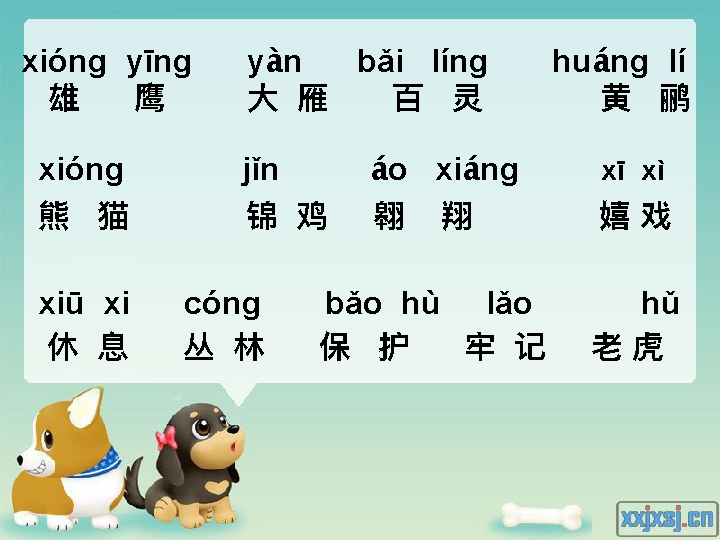 xióng yīng yàn bǎi líng huáng lí
雄 鹰 大 雁 百 灵 黄 鹂
xióng jǐn áo xiáng xī xì
熊 猫 锦 鸡 翱 翔 嬉 戏
xiū xi cóng bǎo hù lǎo hǔ
休 息 丛 林 保 护 牢 记 老 虎
xxjxsj.cn